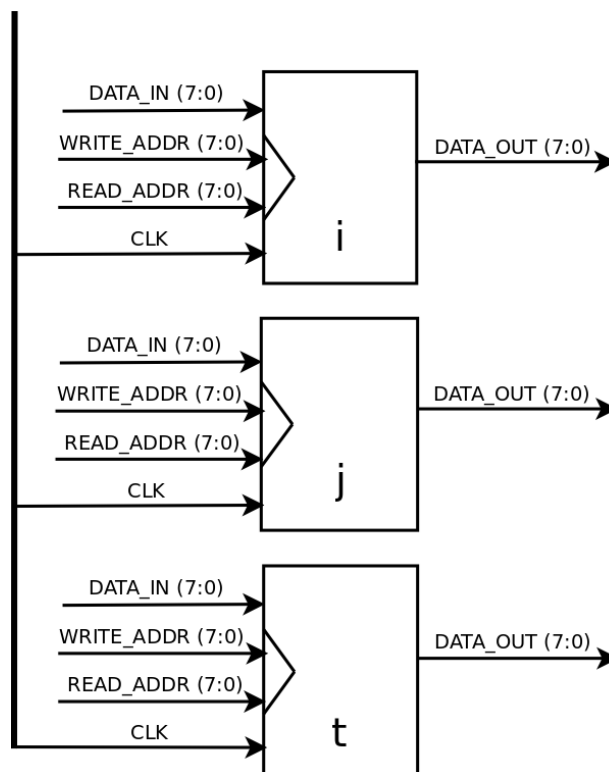 DATA_IN (7:0)
WRITE_ADDR (7:0)
DATA_OUT (7:0)
READ_ADDR (7:0)
CLK
i
DATA_IN (7:0)
WRITE_ADDR (7:0)
DATA_OUT (7:0)
READ_ADDR (7:0)
CLK
j
DATA_IN (7:0)
WRITE_ADDR (7:0)
DATA_OUT (7:0)
READ_ADDR (7:0)
CLK
t